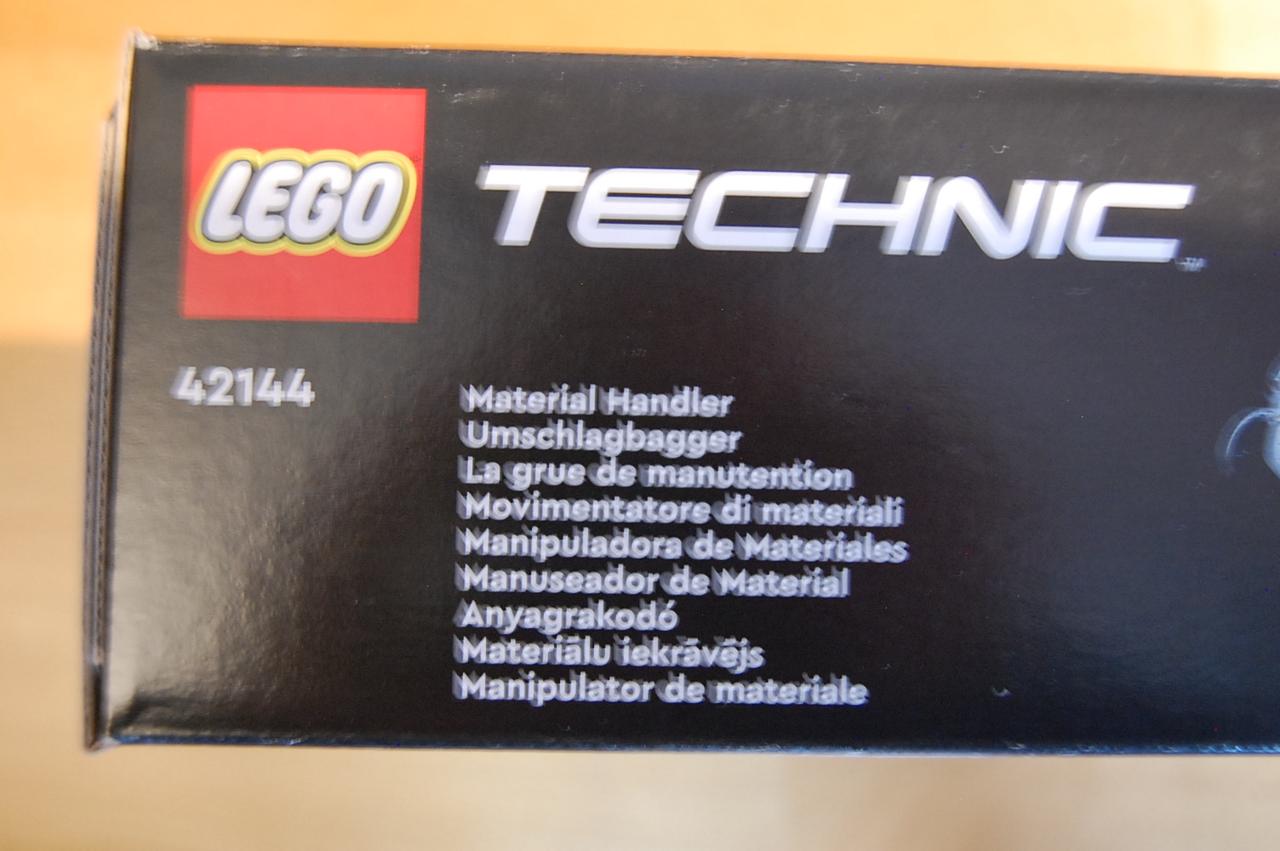 LEGO
TECHNIC™
42144
Material Handler
Umschlagbagger
La grue de manutention
Movimentatore di materiali
Manipuladora de Materiales
Manuseador de Material
Anyagrakodó
Materiālu iekrāvējs
Manipulator de materiale